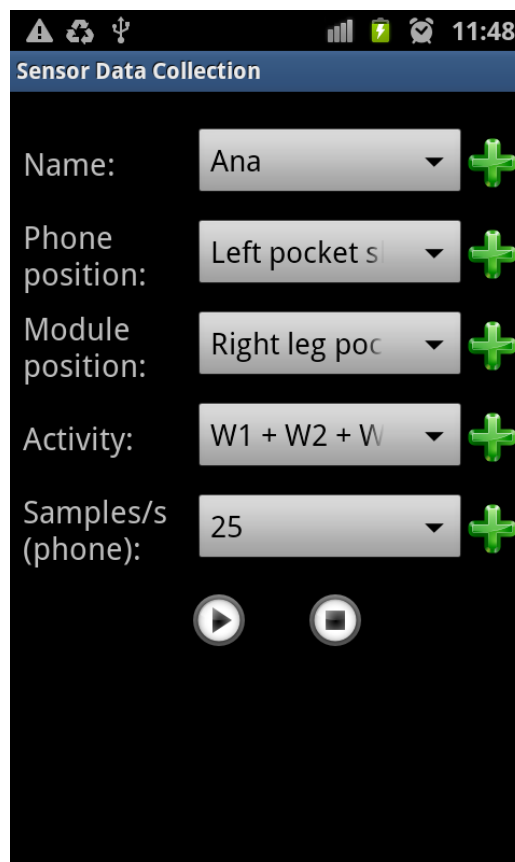 11:48
Sensor Data Collection
Name:
Ana
Phone
position:
Left pocket
Module
position:
Right leg
Activity:
W1 + W2 +
Samples/s
(phone):
25